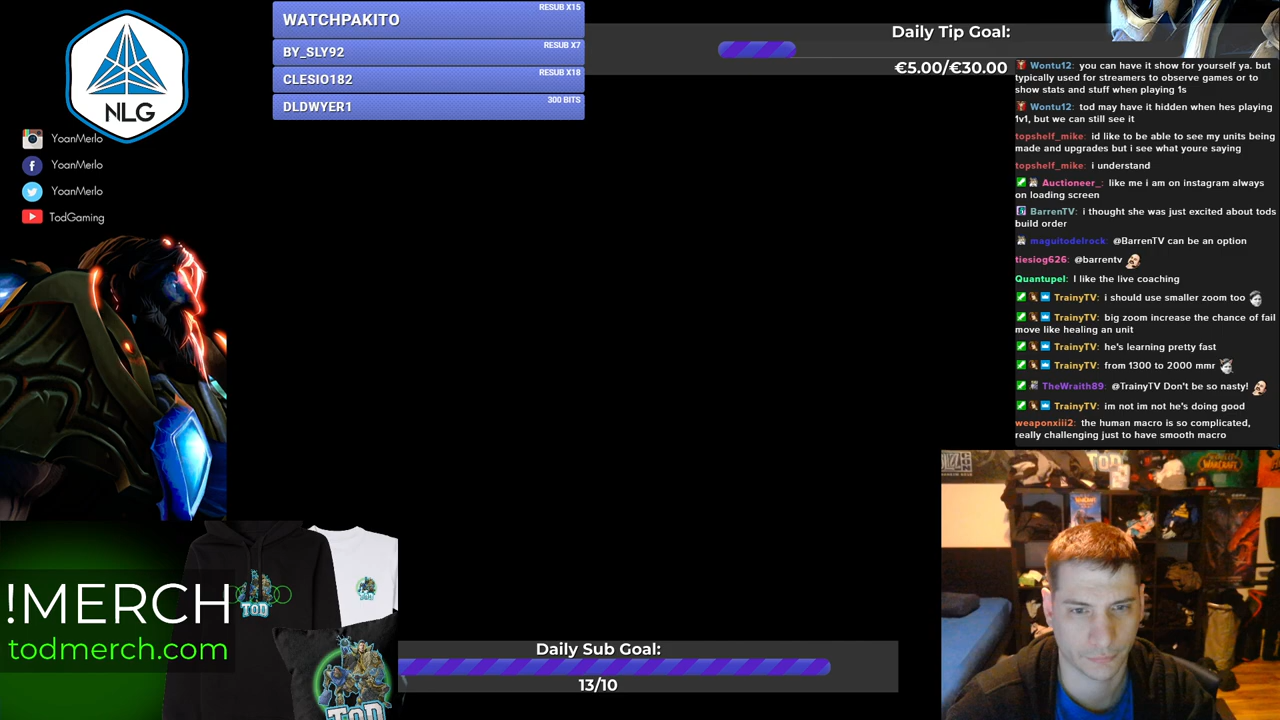 NLG
YoanMerlo
YoanMerlo
YoanMerlo
TodGaming
RESUB X15
WATCHPAKITO
RESUB X7
BY_SLY92
RESUB X18
CLESIO182
300 BITS
DLDWYER1
Daily Tip Goal:
€5.00/€30.00
Wontu12: you can have it show for yourself ya. but
typically used for streamers to observe games or to
show stats and stuff when playing 1s
Wontu12: tod may have it hidden when hes playing
1v1, but we can still see it
topshelf_mike: id like to be able to see my units being
made and upgrades but i see what youre saying
topshelf_mike: i understand
Auctioneer_: like me i am on instagram always
on loading screen
BarrenTV: i thought she was just excited about tods
build order
maguitodelrock: @BarrenTV can be an option
tiesiog626: @barrentv
Quantupel: I like the live coaching
TrainyTV: i should use smaller zoom too
TrainyTV: big zoom increase the chance of fail
move like healing an unit
TrainyTV: he's learning pretty fast
TrainyTV: from 1300 to 2000 mmr
TheWraith89: @TrainyTV Don't be so nasty!
TrainyTV: im not im not he's doing good
weaponxiii2: the human macro is so complicated,
really challenging just to have smooth macro
!MERCH
todmerch.com
TOD
TOD
Daily Sub Goal:
13/10